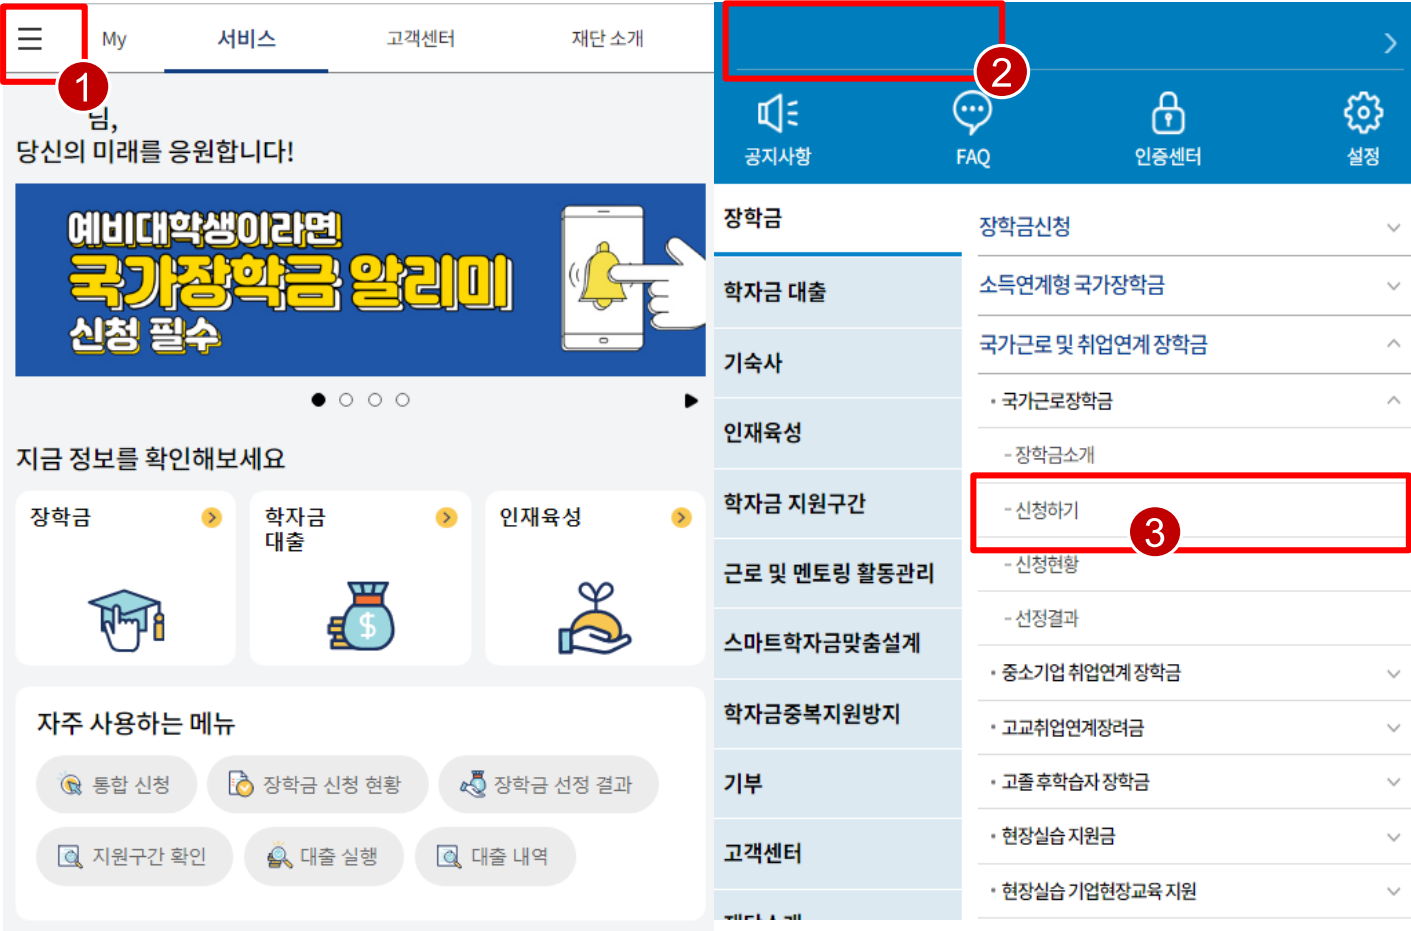 My
서비스
고객센터
재단 소개
1
님,
당신의 미래를 응원합니다!
예비대학생이라면
국가장학금 알리미
신청 필수
지금 정보를 확인해보세요
장학금
학자금
대출
인재육성
$
자주 사용하는 메뉴
통합 신청
장학금 신청 현황
장학금 선정 결과
지원구간 확인
대출 실행
대출 내역
2
공지사항
FAQ
인증센터
설정
장학금
학자금 대출
기숙사
인재육성
학자금 지원구간
근로 및 멘토링 활동관리
스마트학자금맞춤설계
학자금중복지원방지
기부
고객센터
장학금신청
소득연계형 국가장학금
국가근로 및 취업연계 장학금
• 국가근로장학금
- 장학금소개
- 신청하기
3
- 신청현황
- 선정결과
• 중소기업 취업연계 장학금
• 고교취업연계장려금
• 고졸 후학습자 장학금
• 현장실습 지원금
• 현장실습 기업현장교육 지원